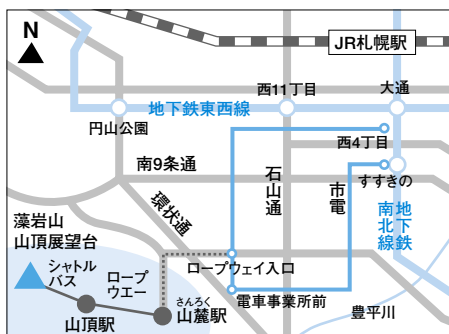 N
JR札幌駅
西11丁目
大通
地下鉄東西線
円山公園
西4丁目
南9条通
石山通
市電
すすきの
環状通
地下鉄
南北線
藻岩山
山頂展望台
シャトル
バス
ロープ
ウエー
ロープウェイ入口
さんろく
山麓駅
電車事業所前
山頂駅
豊平川